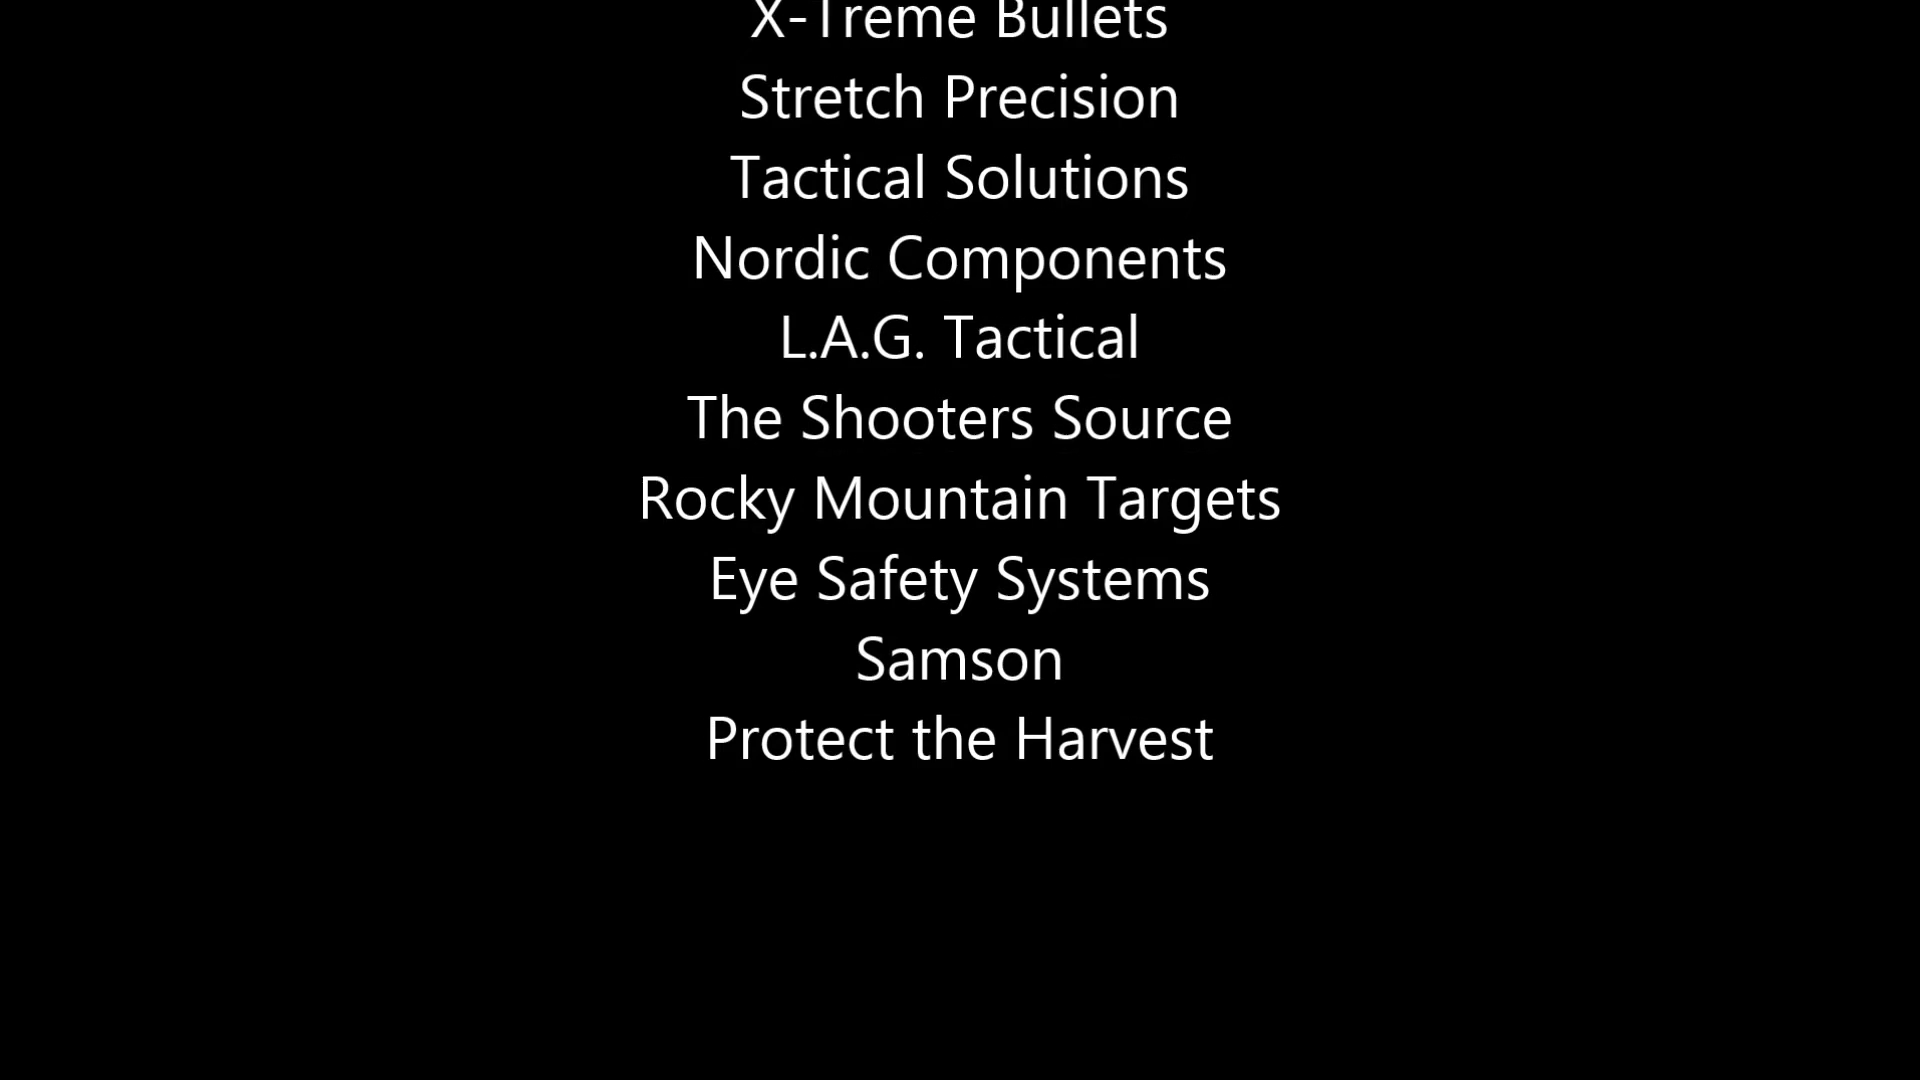 X-Treme Bullets
Stretch Precision
Tactical Solutions
Nordic Components
L.A.G. Tactical
The Shooters Source
Rocky Mountain Targets
Eye Safety Systems
Samson
Protect the Harvest